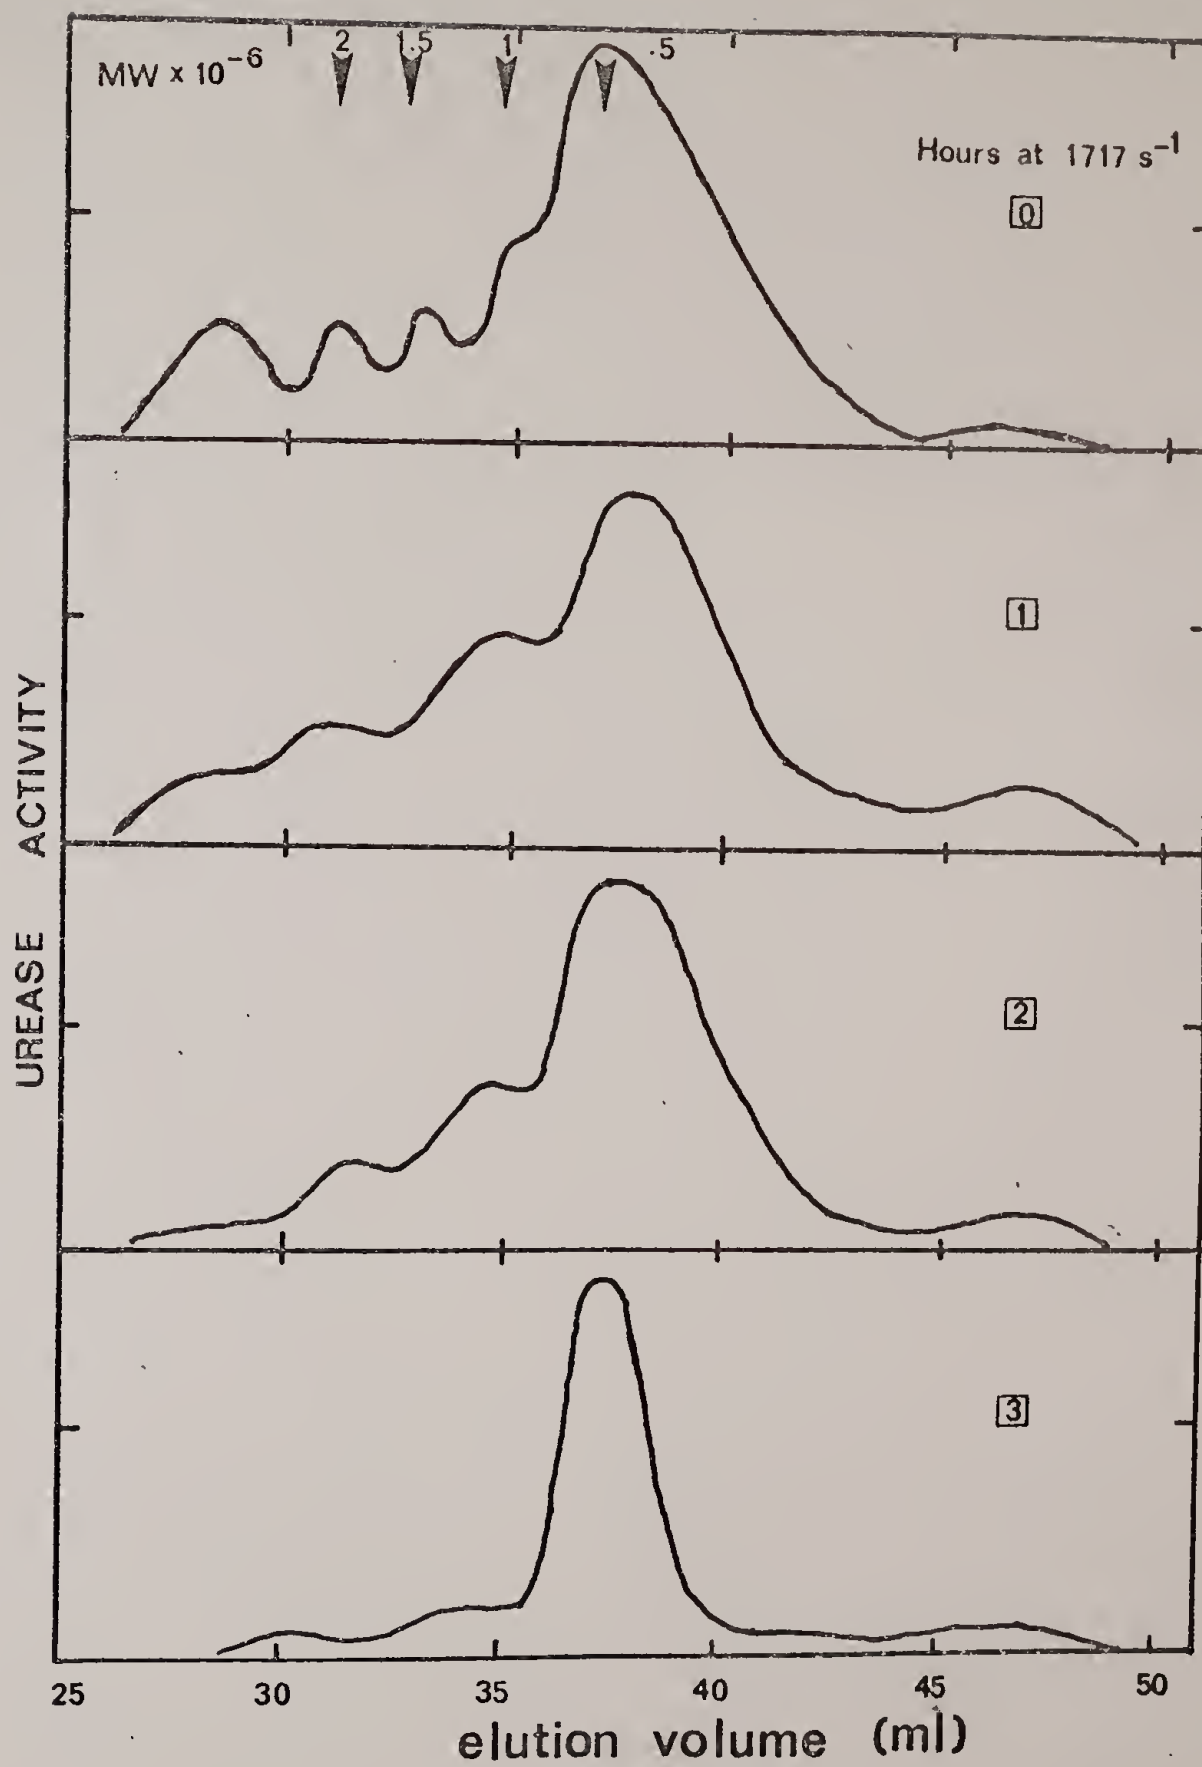 2 1.5 1 .5
MW x 10⁻⁶
Hours at 1717 s⁻¹
0
1
UREASE ACTIVITY
2
3
25 30 35 40 45 50
elution volume (ml)